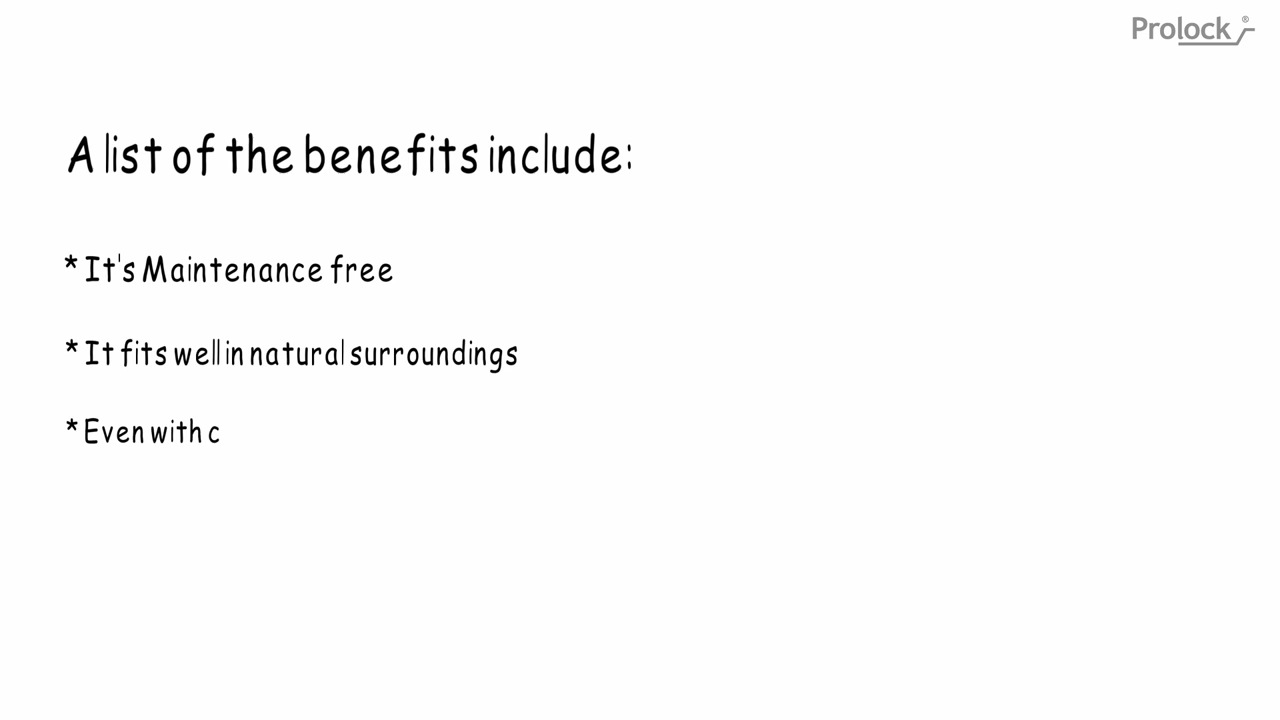 Prolock®
A list of the benefits include:
* It's Maintenance free
* It fits well in natural surroundings
* Even with c